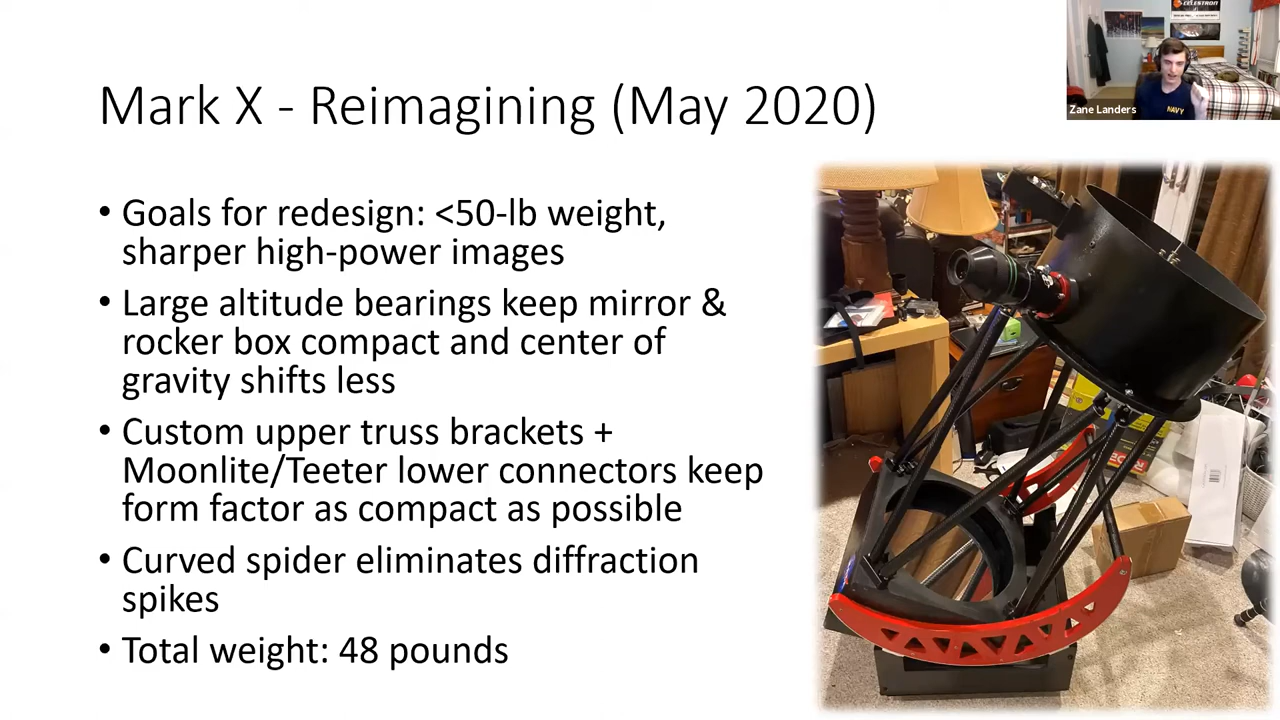 CELESTRON
NAVY
Zane Landers
Mark X - Reimagining (May 2020)
• Goals for redesign: <50-lb weight,
sharper high-power images
• Large altitude bearings keep mirror &
rocker box compact and center of
gravity shifts less
• Custom upper truss brackets +
Moonlite/Teeter lower connectors keep
form factor as compact as possible
• Curved spider eliminates diffraction
spikes
• Total weight: 48 pounds